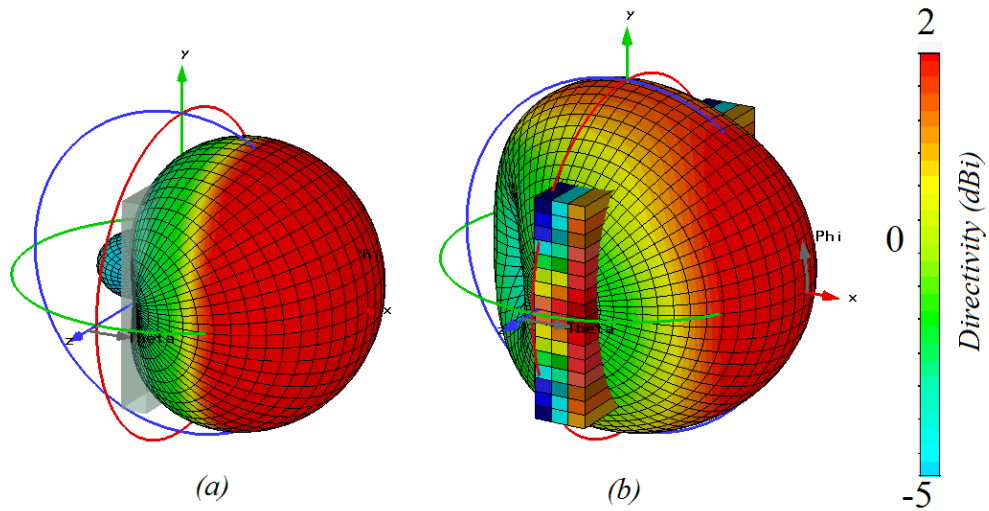 y
y
2
Phi
x
z
Theta
Phi
x
z
Theta
0
Directivity (dBi)
-5
(a)
(b)